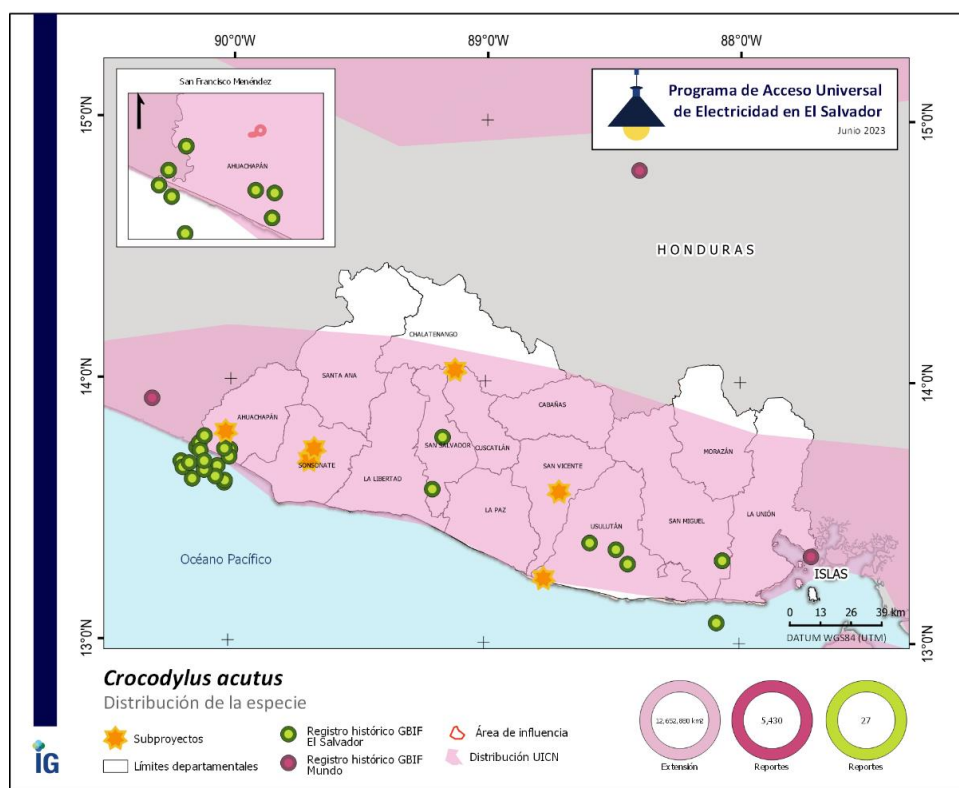 90°0'W
89°0'W
88°0'W
San Francisco Menéndez
AHUACHAPÁN
Programa de Acceso Universal
de Electricidad en El Salvador
Junio 2023
15°0'N
15°0'N
HONDURAS
14°0'N
14°0'N
CHALATENANGO
SANTA ANA
CABAÑAS
AHUACHAPÁN
SAN SALVADOR
CUSCATLÁN
MORAZÁN
SONSONATE
SAN VICENTE
LA LIBERTAD
LA PAZ
USULUTÁN
SAN MIGUEL
LA UNIÓN
Océano Pacífico
ISLAS
0 13 26 39 km
DATUM WGS84 (UTM)
13°0'N
13°0'N
Crocodylus acutus
Distribución de la especie
Subproyectos
Límites departamentales
Registro histórico GBIF
El Salvador
Registro histórico GBIF
Mundo
Área de influencia
Distribución UICN
12,652,880 km2
Extensión
5,430
Reportes
27
Reportes
IG